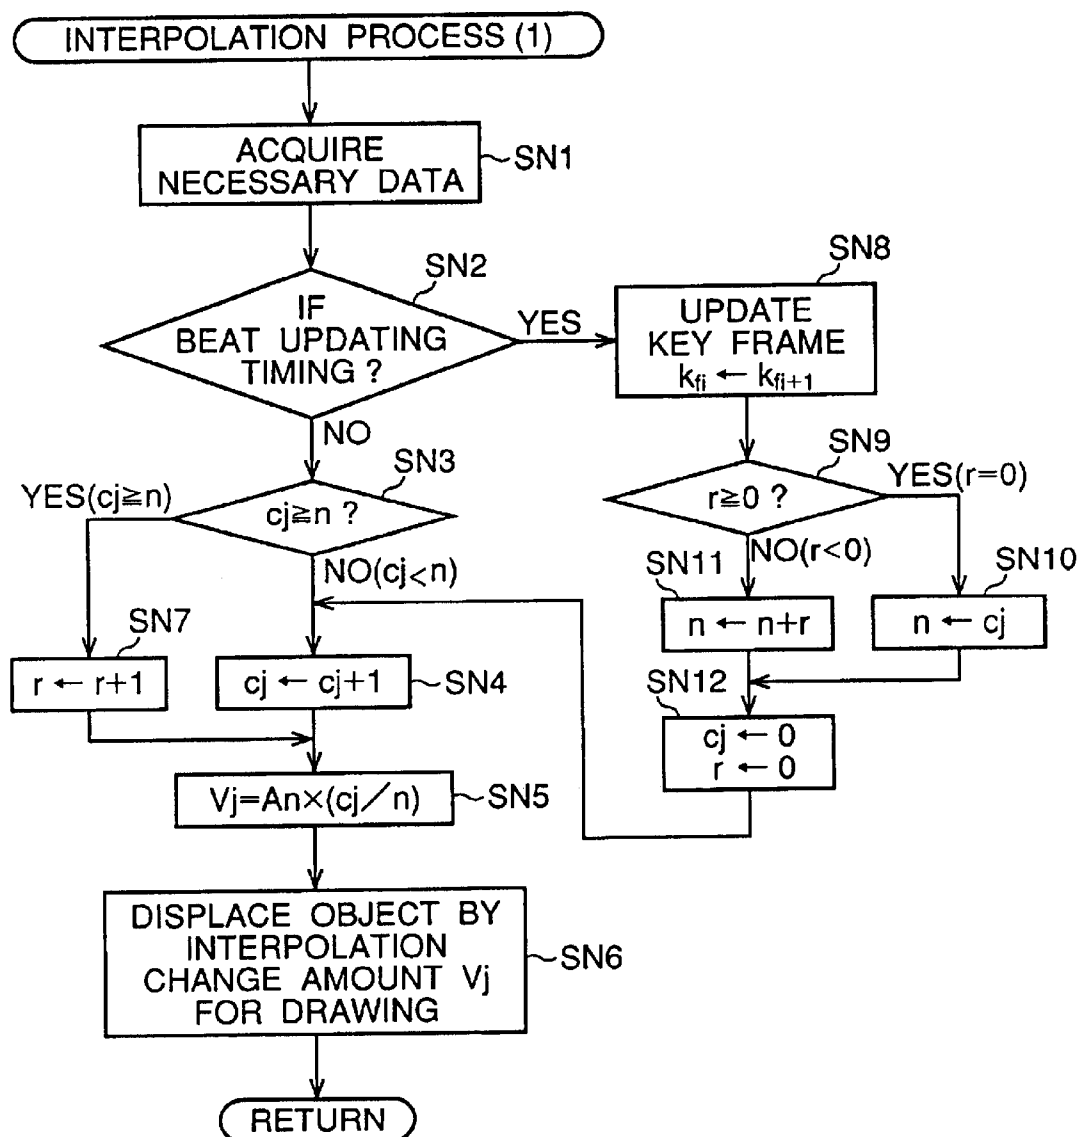 INTERPOLATION PROCESS (1)
ACQUIRE
NECESSARY DATA
SN1
SN2
IF
BEAT UPDATING
TIMING ?
YES
NO
SN8
UPDATE
KEY FRAME
kfi ← kfi+1
SN3
cj≧n ?
YES(cj≧n)
NO(cj<n)
SN9
r≧0 ?
YES(r=0)
NO(r<0)
SN11
n ← n+r
SN10
n ← cj
SN7
r ← r+1
cj ← cj+1
SN4
SN12
cj ← 0
r ← 0
Vj=An×(cj/n)
SN5
DISPLACE OBJECT BY
INTERPOLATION
CHANGE AMOUNT Vj
FOR DRAWING
SN6
RETURN